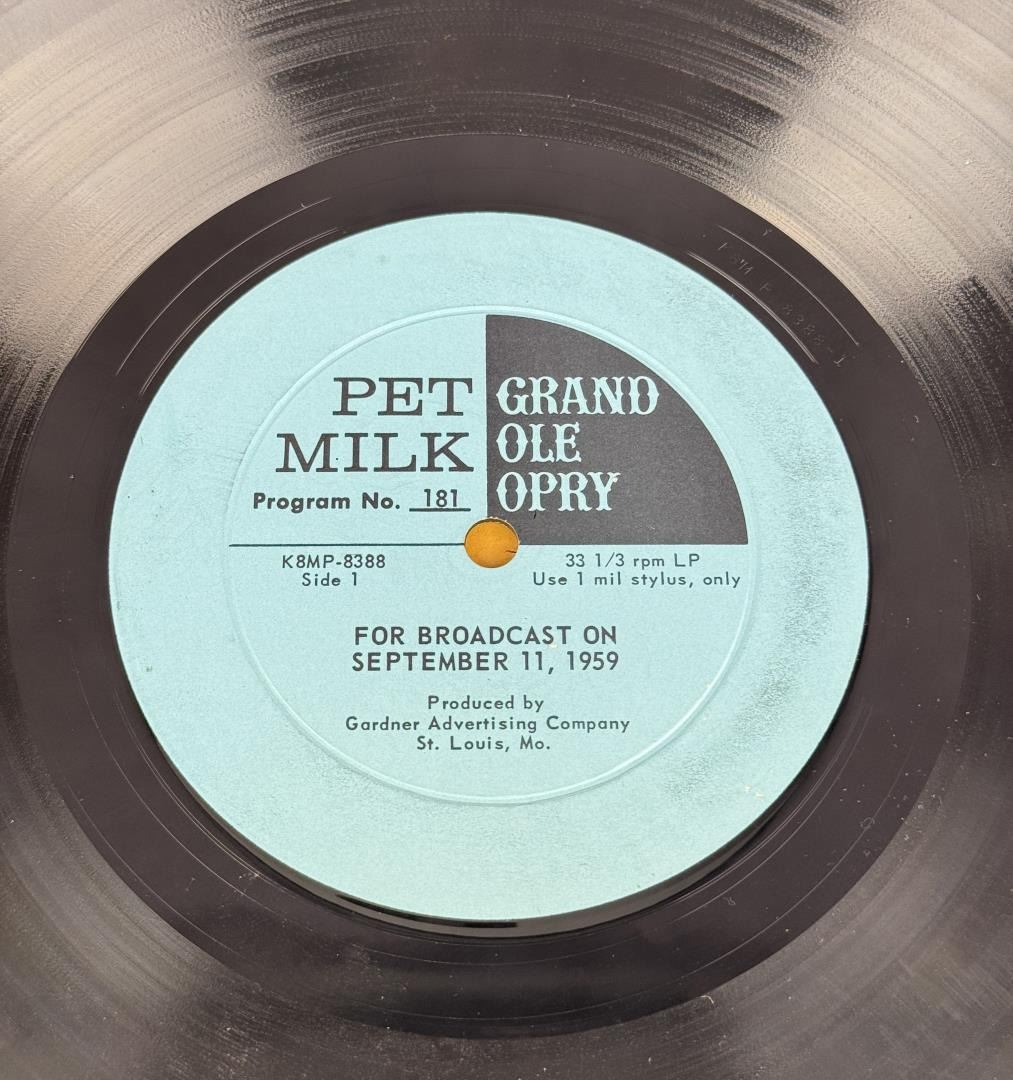 PET
MILK
Program No. 181
GRAND
OLE
OPRY
K8MP-8388
Side 1
33 1/3 rpm LP
Use 1 mil stylus, only
FOR BROADCAST ON
SEPTEMBER 11, 1959
Produced by
Gardner Advertising Company
St. Louis, Mo.